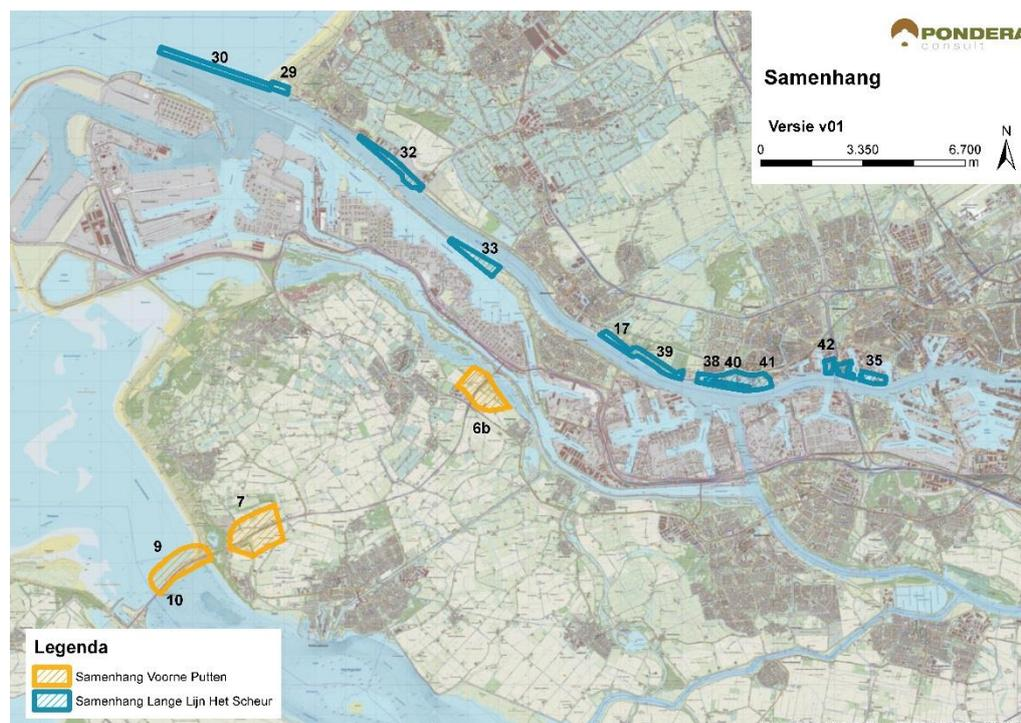 PONDERA
consult
Samenhang
Versie v01
0 3.350 6.700
m
N
30
29
32
33
17
39
38 40 41
42
35
6b
7
9
10
Legenda
Samenhang Voorne Putten
Samenhang Lange Lijn Het Scheur